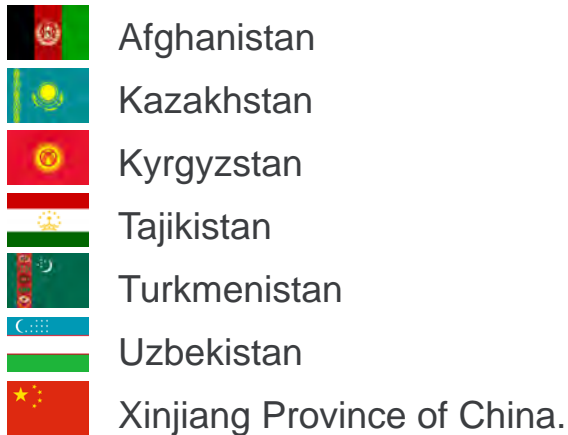 Afghanistan
Kazakhstan
Kyrgyzstan
Tajikistan
Turkmenistan
Uzbekistan
Xinjiang Province of China.